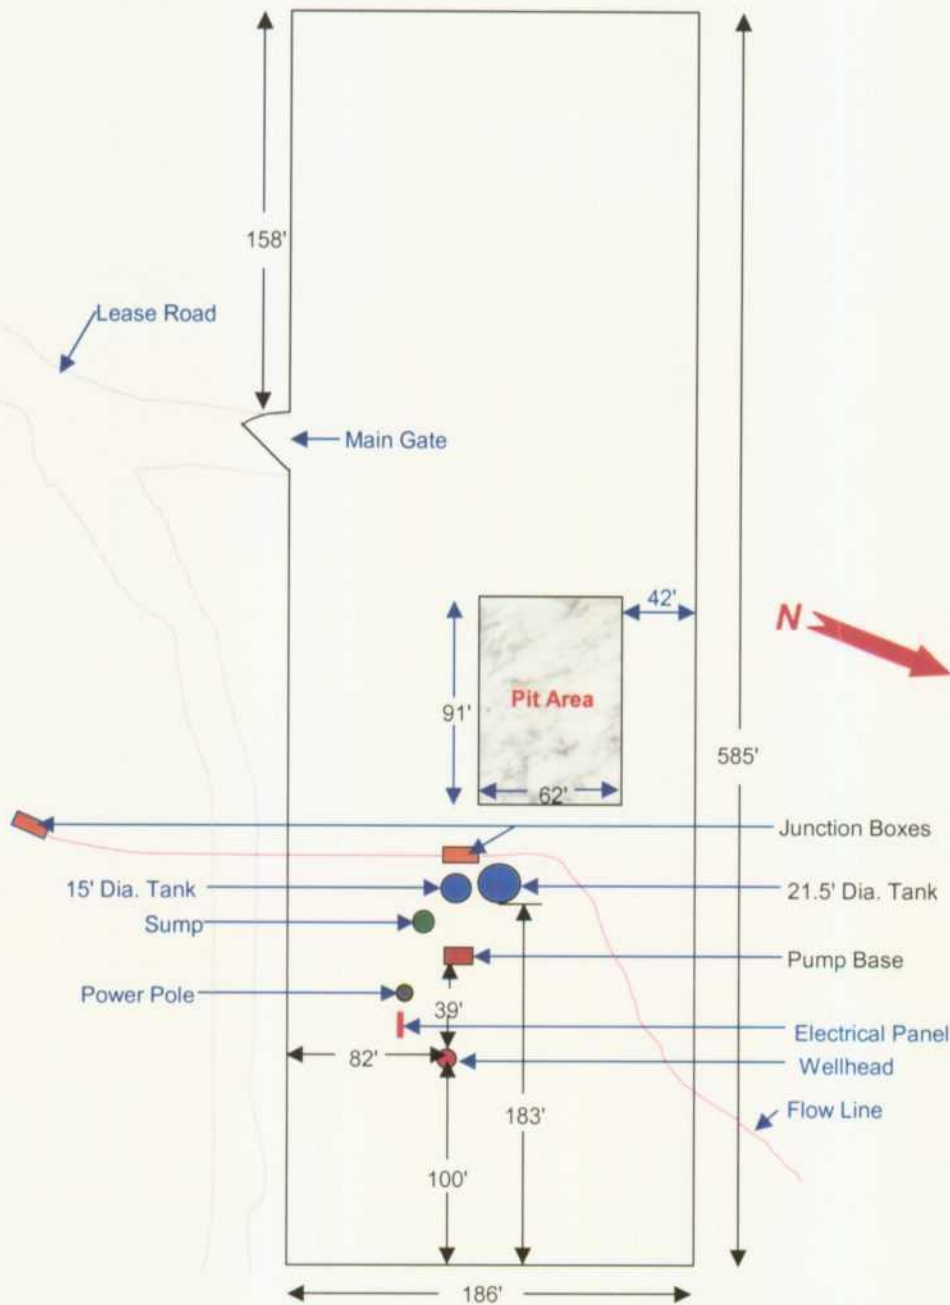 158'
Lease Road
Main Gate
42'
N
Pit Area
91'
585'
62'
Junction Boxes
15' Dia. Tank
21.5' Dia. Tank
Sump
Pump Base
Power Pole
39'
Electrical Panel
82'
Wellhead
183'
Flow Line
100'
186'